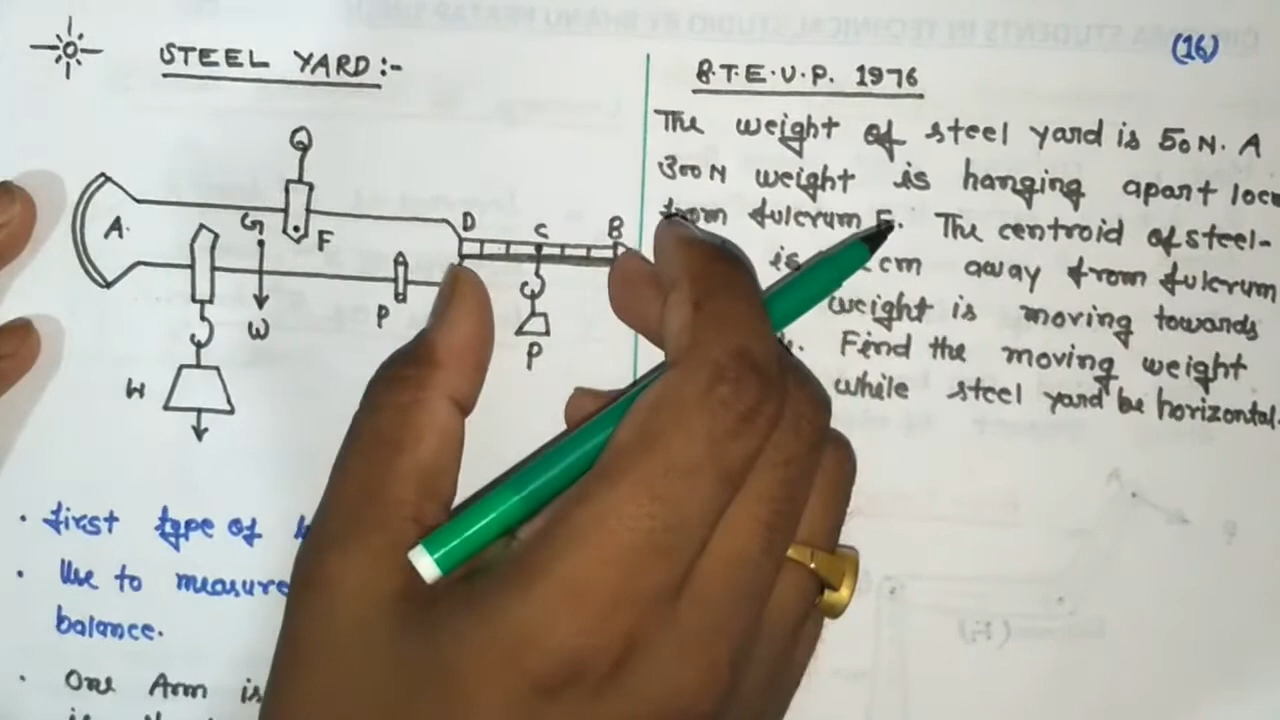 (16)
STEEL YARD:-
Q
A
G
F
W
P
D
C
B
P
W
• first type of
• Use to measure
balance.
• One Arm is
B.T.E.U.P. 1976
The weight of steel yard is 50N. A
300N weight is hanging apart
from fulcrum F. The centroid of steel-
is cm away from fulcrum
weight is moving towards
Find the moving weight
while steel yard be horizontal.